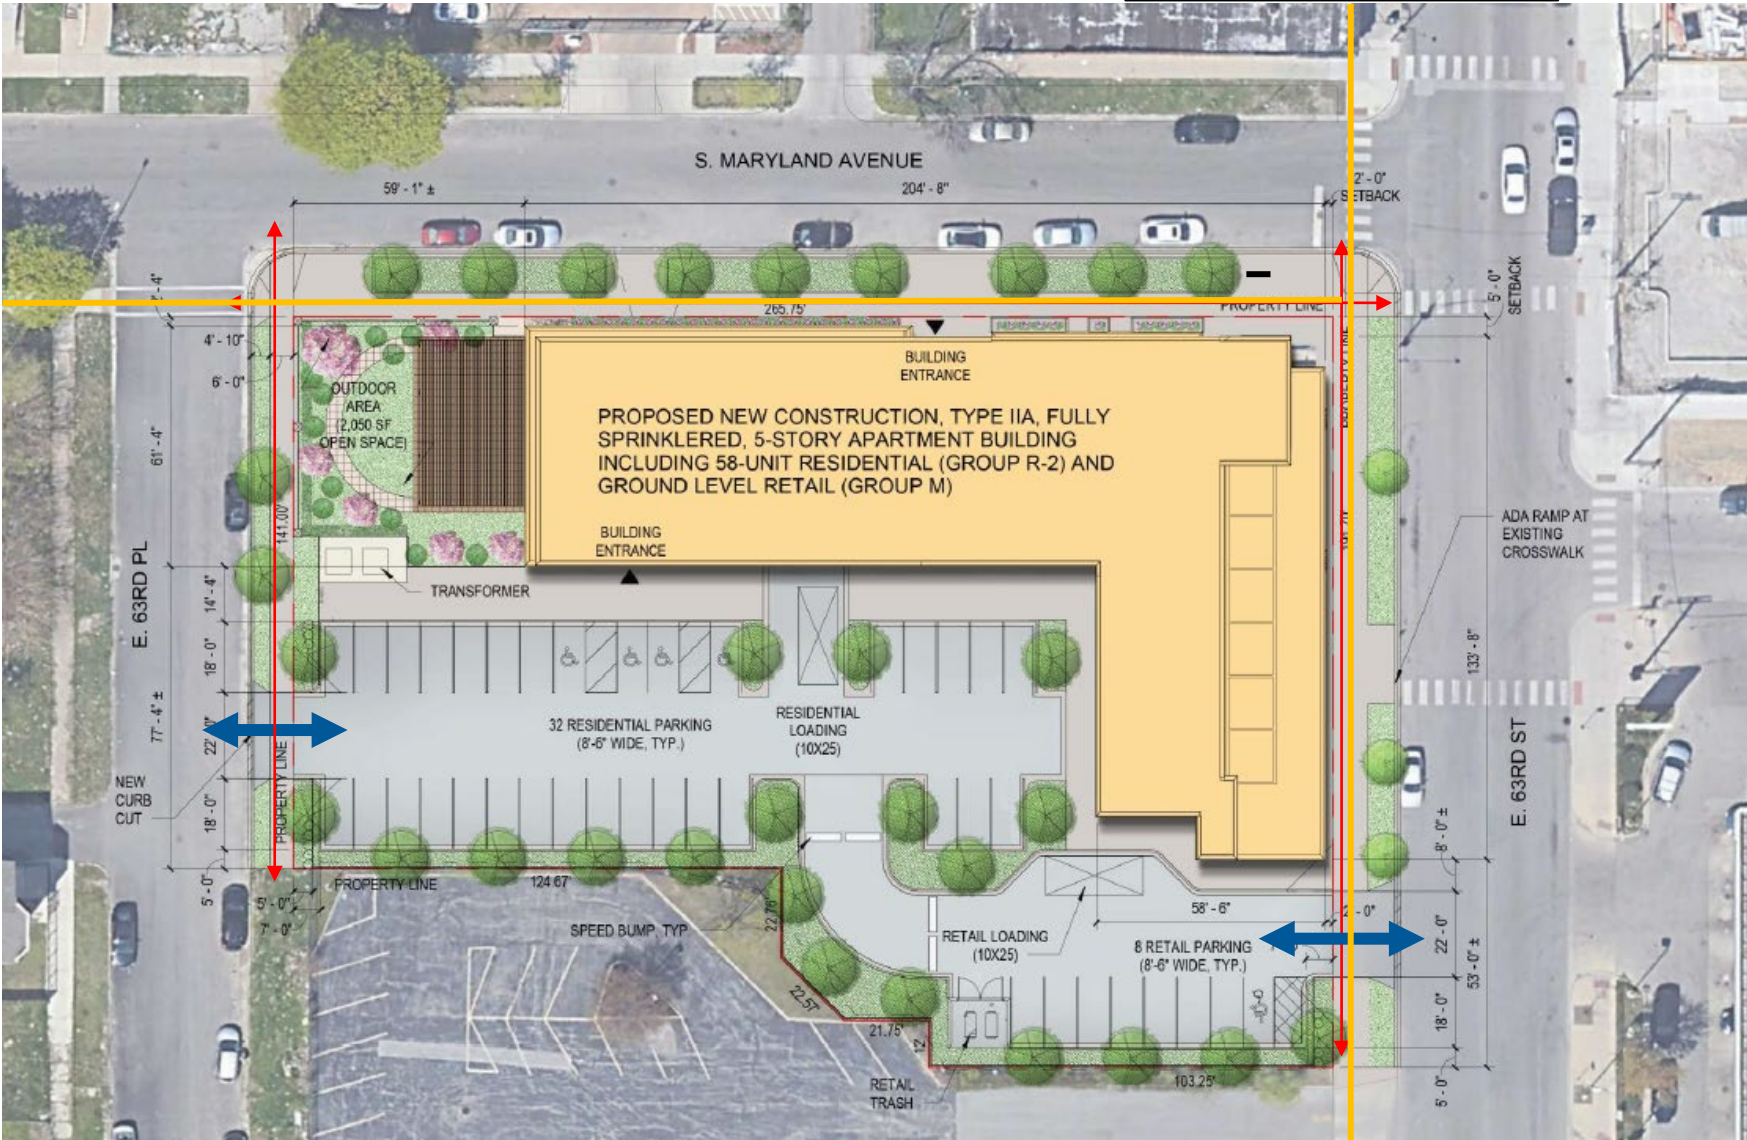 S. MARYLAND AVENUE
59' - 1" ±
204' - 8"
2' - 0"
SETBACK
5' - 0"
SETBACK
265.75'
PROPERTY LINE
4' - 10"
6' - 0"
OUTDOOR
AREA
(2,050 SF
OPEN SPACE)
BUILDING
ENTRANCE
PROPOSED NEW CONSTRUCTION, TYPE IIA, FULLY
SPRINKLERED, 5-STORY APARTMENT BUILDING
INCLUDING 58-UNIT RESIDENTIAL (GROUP R-2) AND
GROUND LEVEL RETAIL (GROUP M)
BUILDING
ENTRANCE
61' - 4"
141.00'
E. 63RD PL
TRANSFORMER
14' - 4"
18' - 0"
22' - 0"
18' - 0"
77' - 4" ±
PROPERTY LINE
NEW
CURB
CUT
32 RESIDENTIAL PARKING
(8'-6" WIDE, TYP.)
RESIDENTIAL
LOADING
(10X25)
ADA RAMP AT
EXISTING
CROSSWALK
133' - 8"
E. 63RD ST
8' - 0" ±
5' - 0"
5' - 0"
7' - 0"
PROPERTY LINE
124.67'
SPEED BUMP, TYP
22.76'
22.57'
21.75'
12'
RETAIL LOADING
(10X25)
58' - 6"
8 RETAIL PARKING
(8'-6" WIDE, TYP.)
22' - 0"
53' - 0" ±
18' - 0"
5' - 0"
RETAIL
TRASH
103.25'